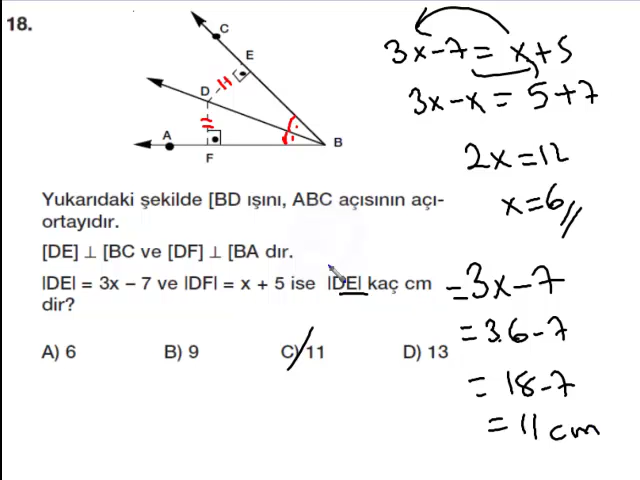 18.
C
E
D
A
F
B
Yukarıdaki şekilde [BD ışını, ABC açısının açı-
ortayıdır.
[DE] ⊥ [BC ve [DF] ⊥ [BA dır.
|DE| = 3x – 7 ve |DF| = x + 5 ise |DE| kaç cm
dir?
A) 6 B) 9 C) 11 D) 13
3x-7 = x+5
3x-x = 5+7
2x=12
x=6//
=3x-7
=3.6-7
=18-7
=11 cm